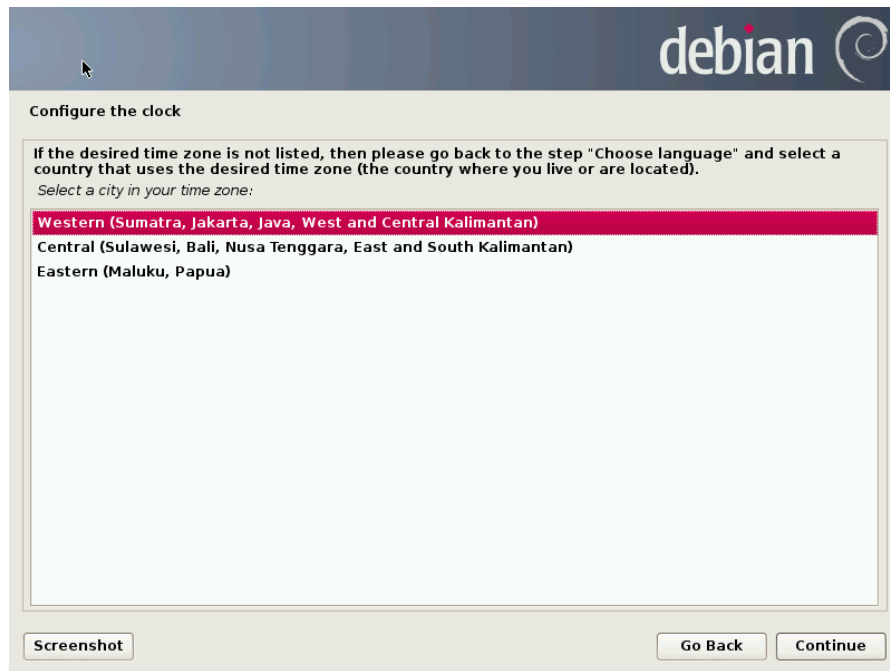 debian
Configure the clock
If the desired time zone is not listed, then please go back to the step "Choose language" and select a
country that uses the desired time zone (the country where you live or are located).
Select a city in your time zone:
Western (Sumatra, Jakarta, Java, West and Central Kalimantan)
Central (Sulawesi, Bali, Nusa Tenggara, East and South Kalimantan)
Eastern (Maluku, Papua)
Screenshot
Go Back
Continue